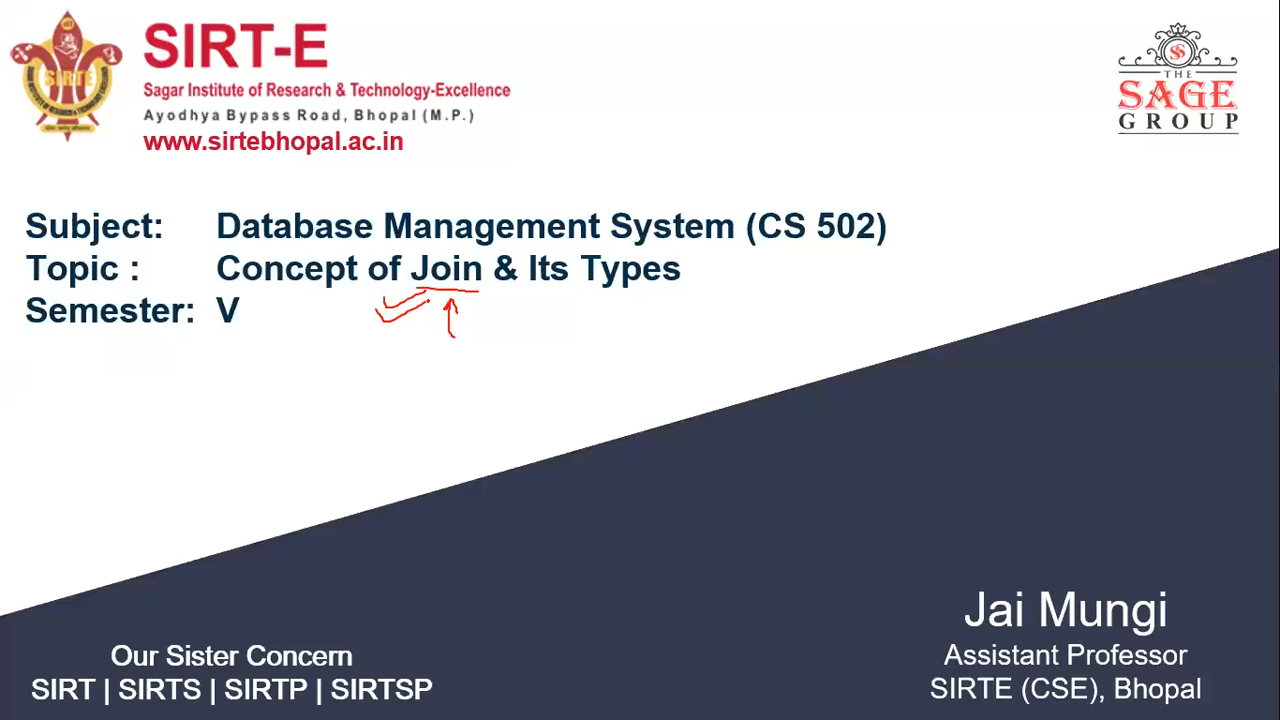 SIRTE
SIRT-E
Sagar Institute of Research & Technology-Excellence
Ayodhya Bypass Road, Bhopal (M.P.)
www.sirtebhopal.ac.in
SS
THE
SAGE
GROUP
Subject: Database Management System (CS 502)
Topic : Concept of Join & Its Types
Semester: V
Jai Mungi
Assistant Professor
SIRTE (CSE), Bhopal
Our Sister Concern
SIRT | SIRTS | SIRTP | SIRTSP